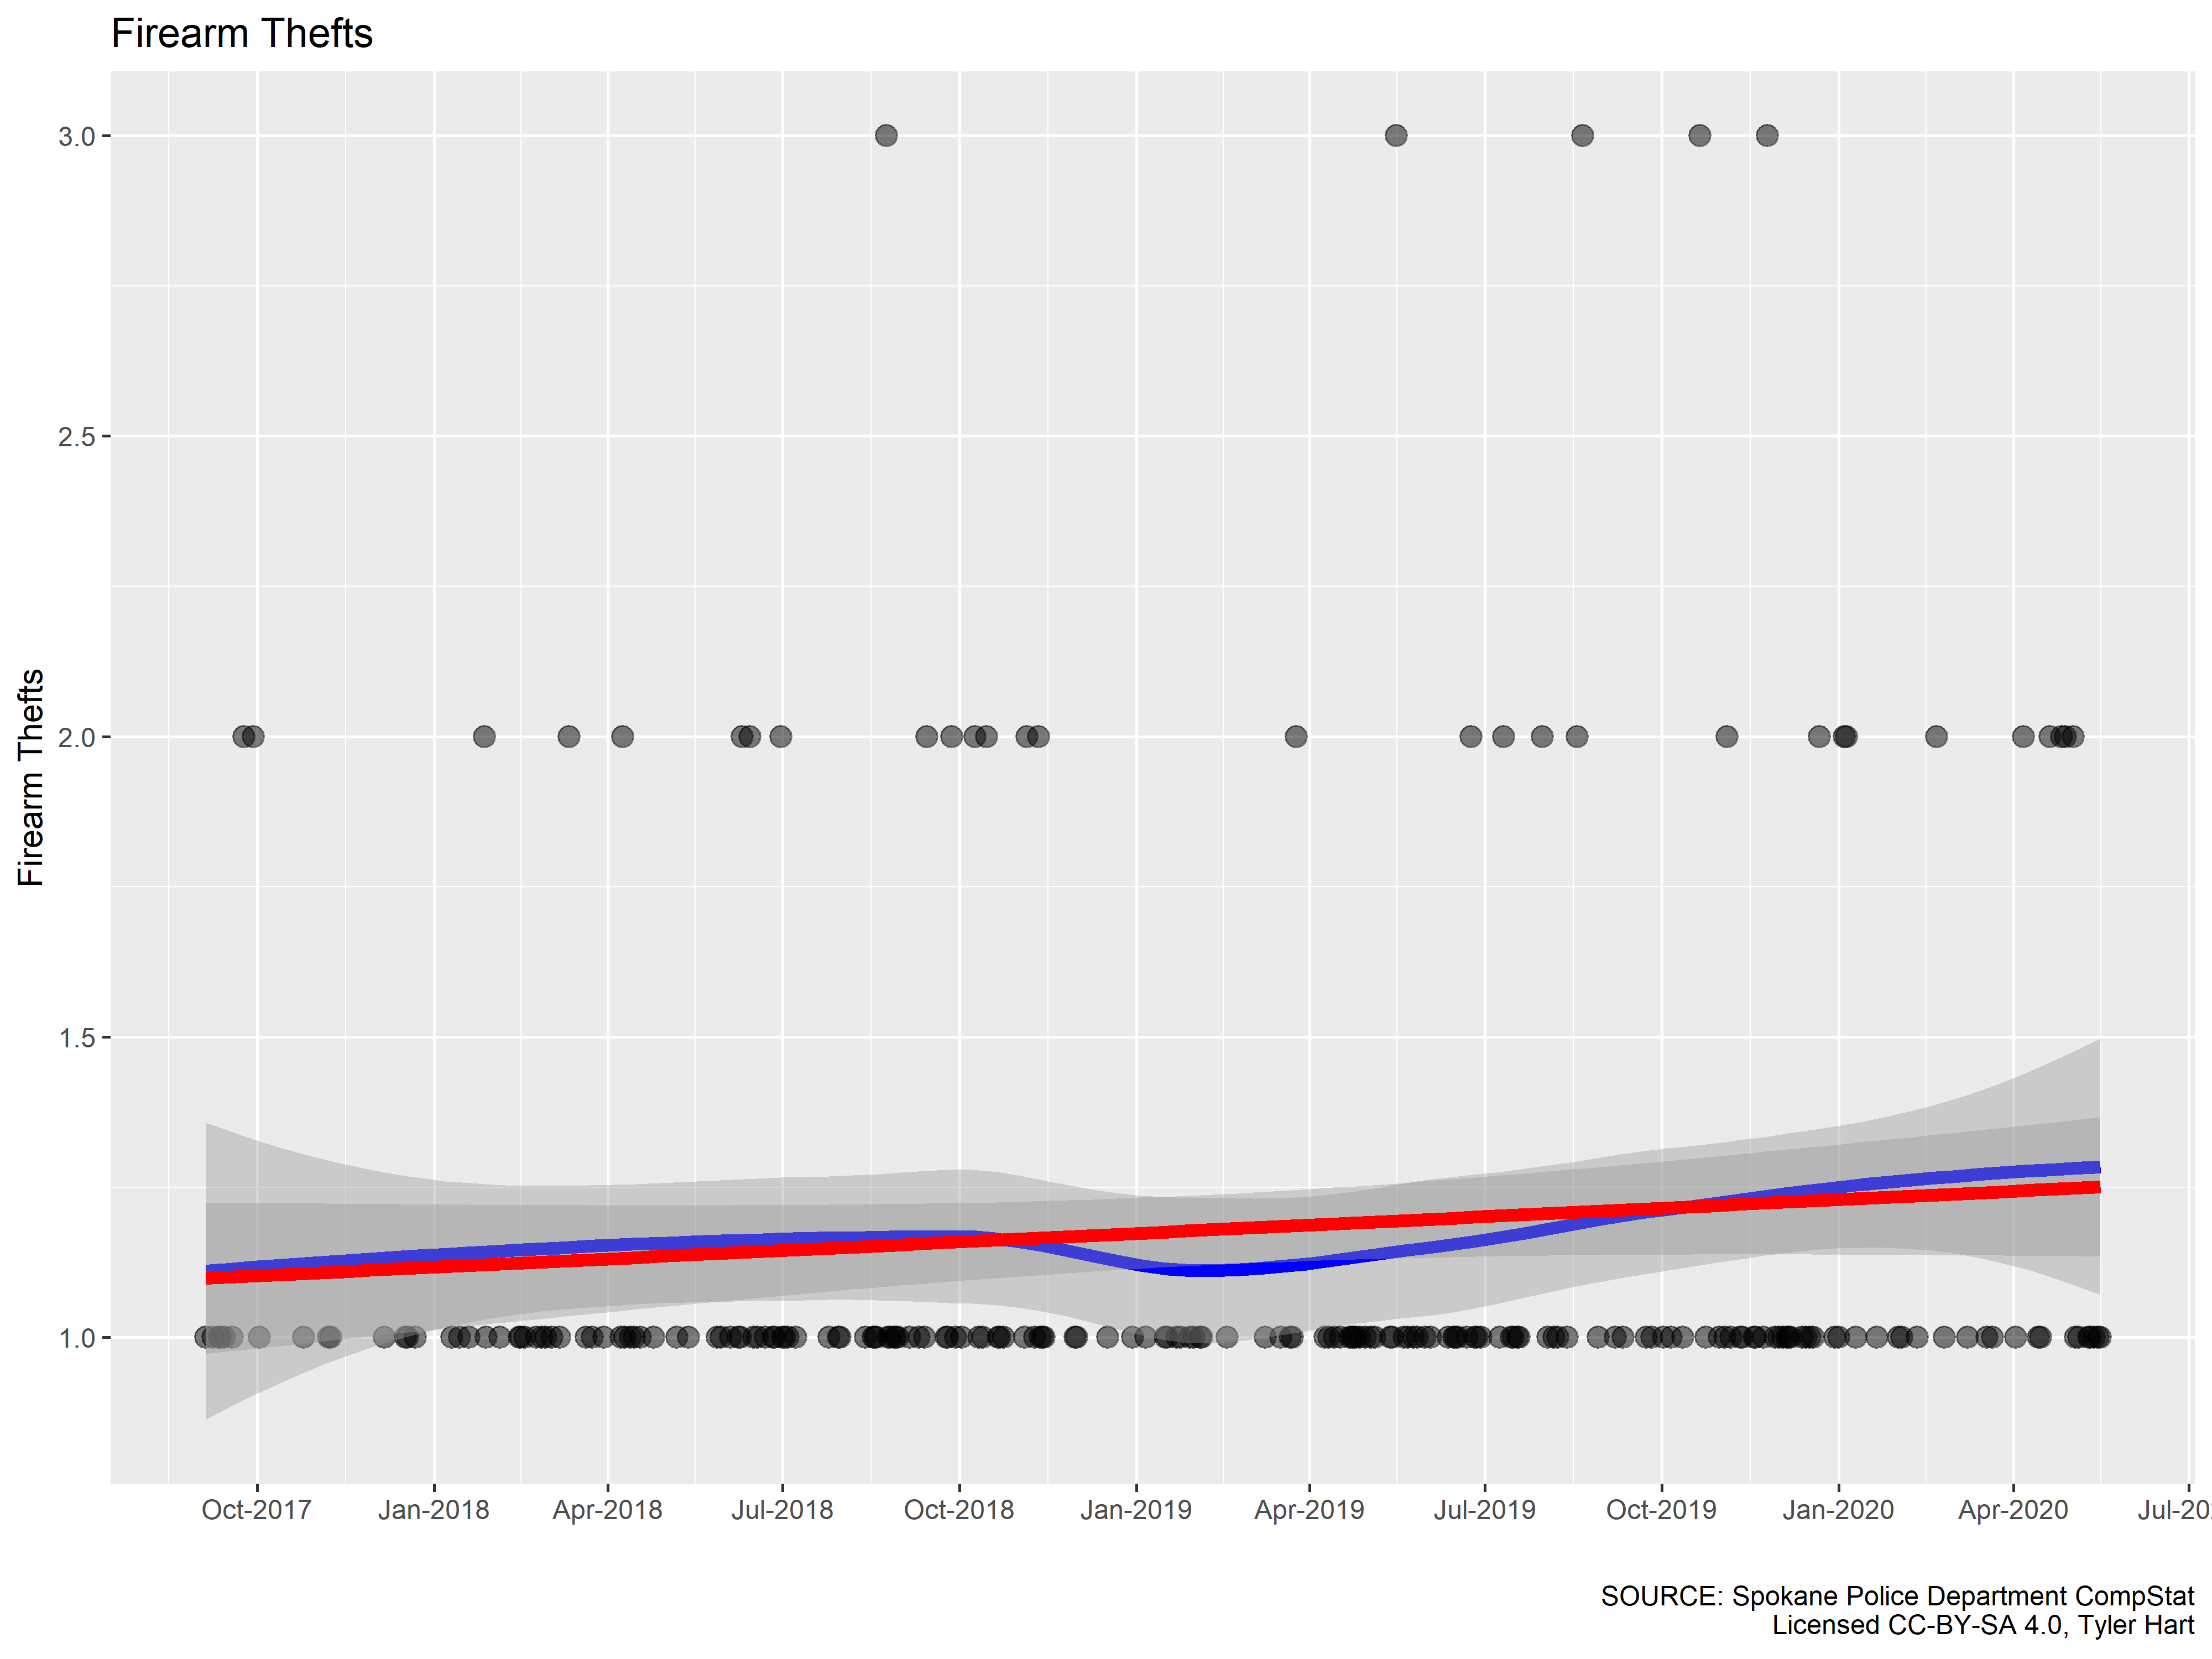 Firearm Thefts
Firearm Thefts
3.0
2.5
2.0
1.5
1.0
Oct-2017 Jan-2018 Apr-2018 Jul-2018 Oct-2018 Jan-2019 Apr-2019 Jul-2019 Oct-2019 Jan-2020 Apr-2020 Jul-20
SOURCE: Spokane Police Department CompStat
Licensed CC-BY-SA 4.0, Tyler Hart